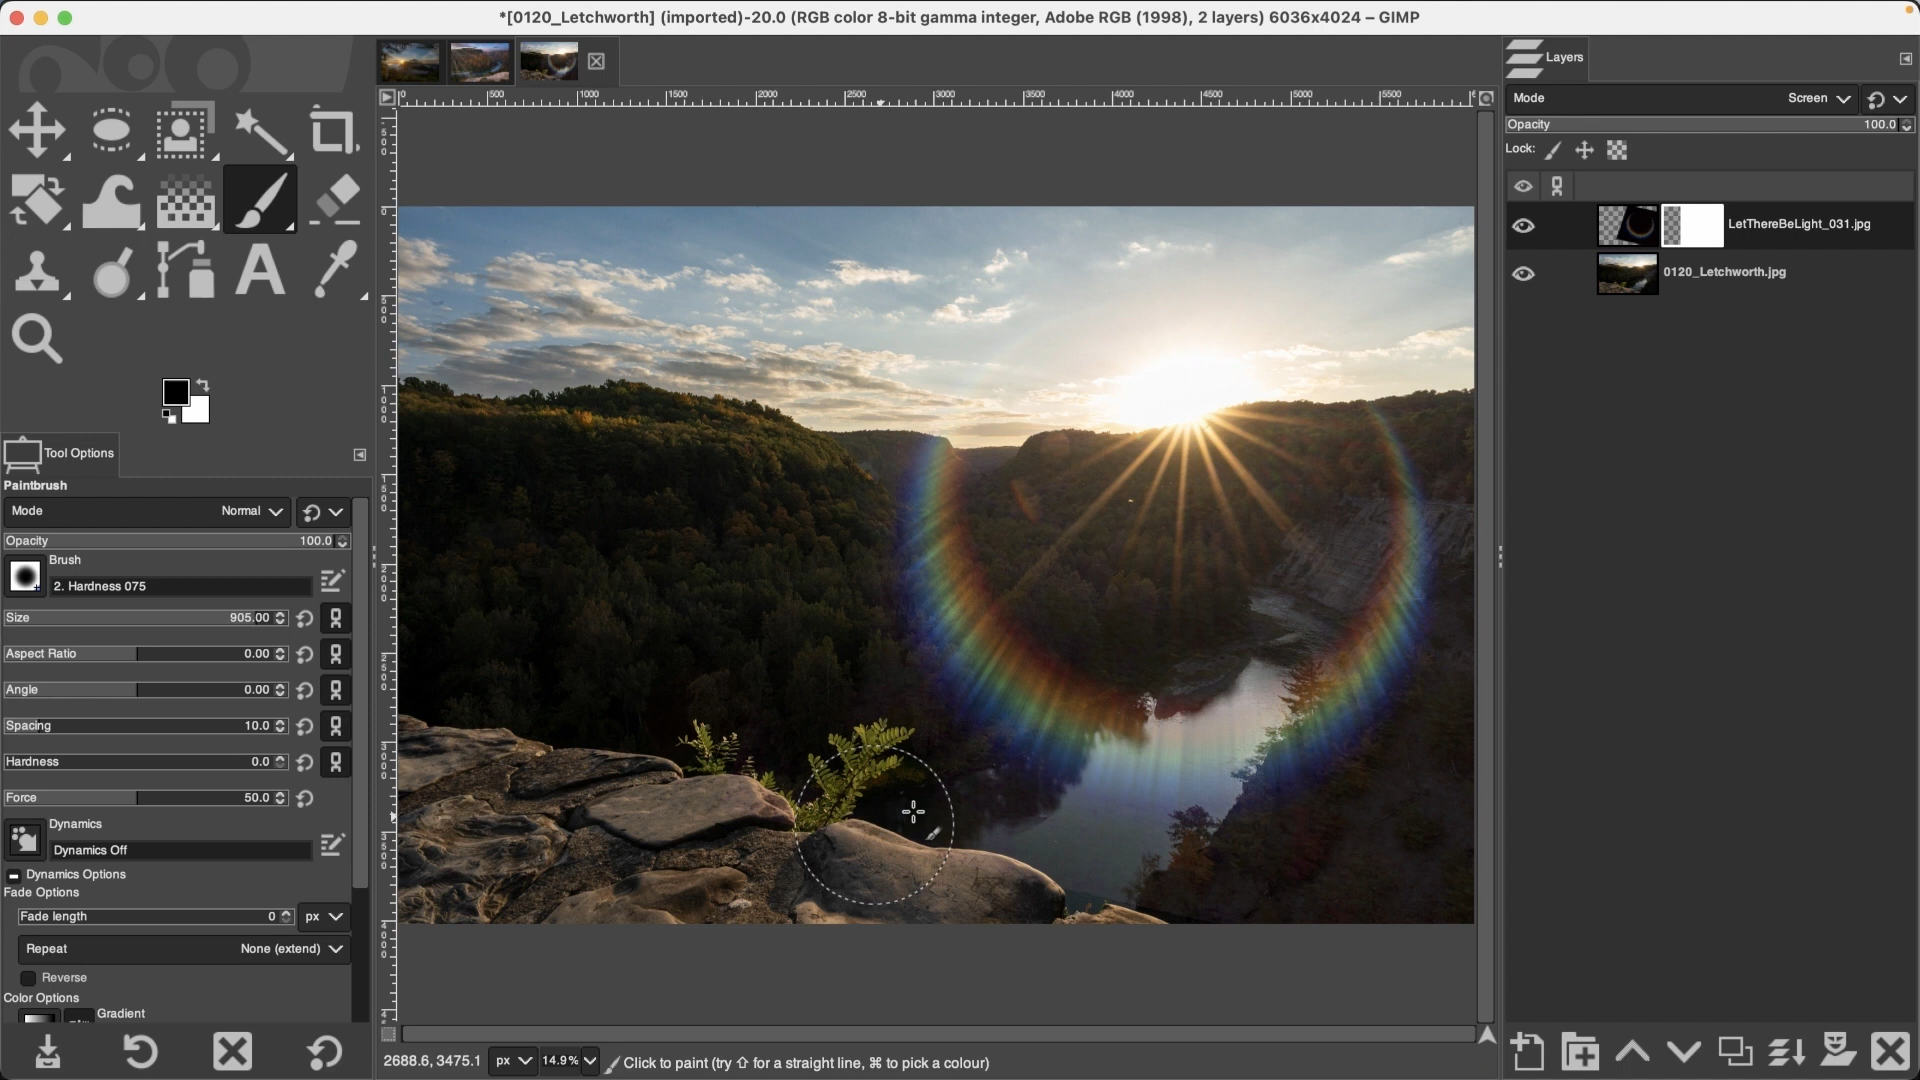 *[0120_Letchworth] (imported)-20.0 (RGB color 8-bit gamma integer, Adobe RGB (1998), 2 layers) 6036x4024 – GIMP
Layers
Mode Screen
Opacity 100.0
Lock:
LetThereBeLight_031.jpg
0120_Letchworth.jpg
0 500 1000 1500 2000 2500 3000 3500 4000 4500 5000 5500
Tool Options
Paintbrush
Mode Normal
Opacity 100.0
Brush
2. Hardness 075
Size 905.00
Aspect Ratio 0.00
Angle 0.00
Spacing 10.0
Hardness 0.0
Force 50.0
Dynamics
Dynamics Off
Dynamics Options
Fade Options
Fade length 0 px
Repeat None (extend)
Reverse
Color Options
Gradient
2688.6, 3475.1 px 14.9% Click to paint (try ⇧ for a straight line, ⌘ to pick a colour)